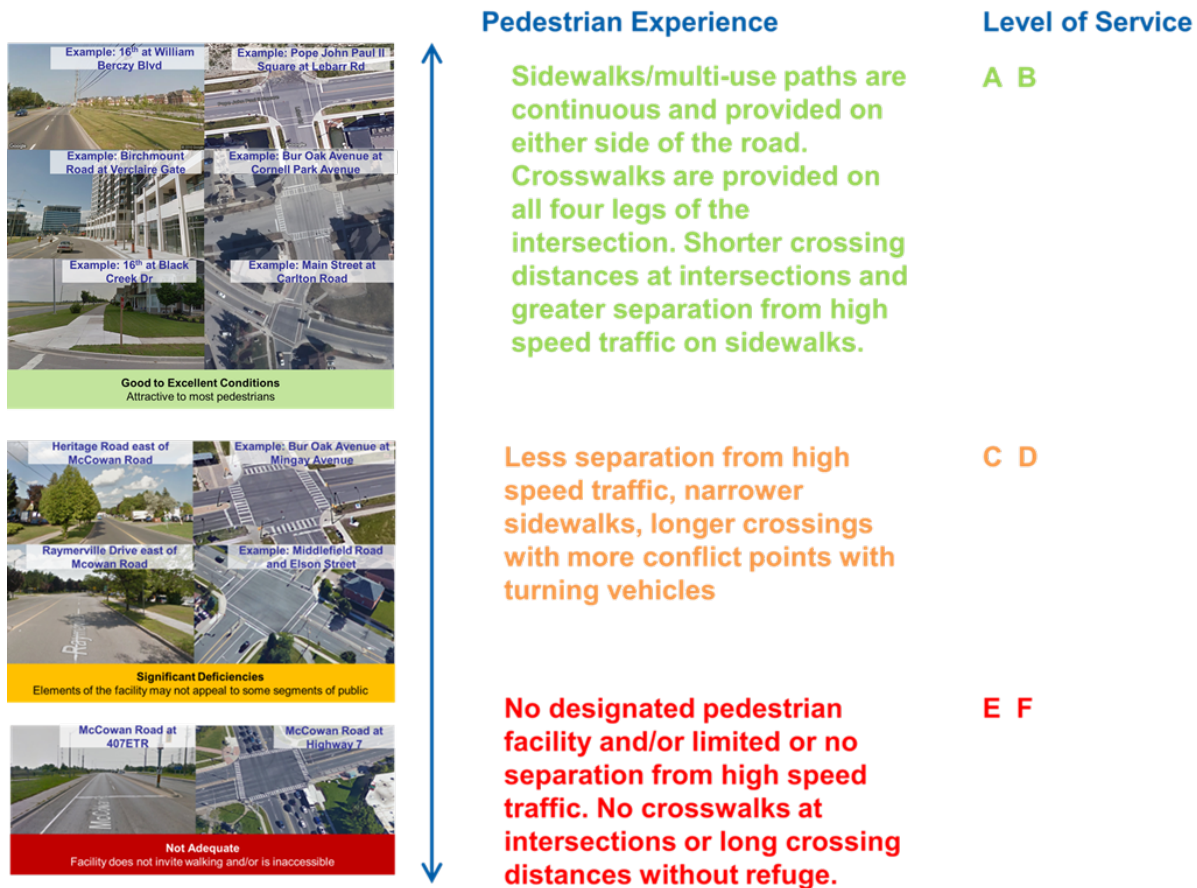 Pedestrian Experience
Level of Service
Example: 16th at William
Berczy Blvd
Example: Pope John Paul II
Square at Lebarr Rd
Example: Birchmount
Road at Verclaire Gate
Example: Bur Oak Avenue at
Cornell Park Avenue
Example: 16th at Black
Creek Dr
Example: Main Street at
Carlton Road
Good to Excellent Conditions
Attractive to most pedestrians
Sidewalks/multi-use paths are
continuous and provided on
either side of the road.
Crosswalks are provided on
all four legs of the
intersection. Shorter crossing
distances at intersections and
greater separation from high
speed traffic on sidewalks.
A B
Heritage Road east of
McCowan Road
Example: Bur Oak Avenue at
Mingay Avenue
Raymerville Drive east of
Mcowan Road
Example: Middlefield Road
and Elson Street
Significant Deficiencies
Elements of the facility may not appeal to some segments of public
Less separation from high
speed traffic, narrower
sidewalks, longer crossings
with more conflict points with
turning vehicles
C D
McCowan Road at
407ETR
McCowan Road at
Highway 7
Not Adequate
Facility does not invite walking and/or is inaccessible
No designated pedestrian
facility and/or limited or no
separation from high speed
traffic. No crosswalks at
intersections or long crossing
distances without refuge.
E F